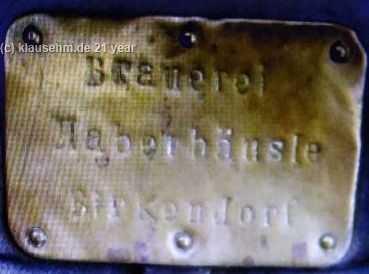 (c) klausehm.de 21 year
Brauerei
Haberhäusle
Birkendorf